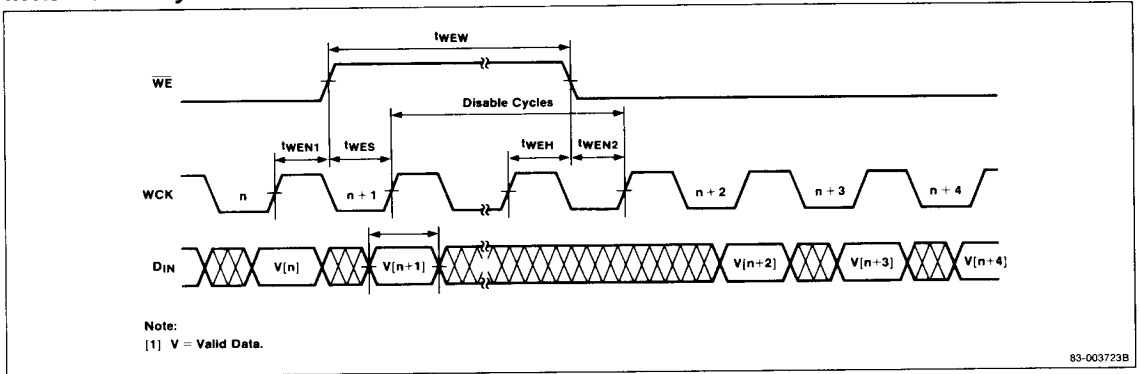 tWEW
WE
Disable Cycles
tWEN1 tWES tWEH tWEN2
WCK n n + 1 n + 2 n + 3 n + 4
DIN V[n] V[n+1] V[n+2] V[n+3] V[n+4]
Note:
[1] V = Valid Data.
83-003723B